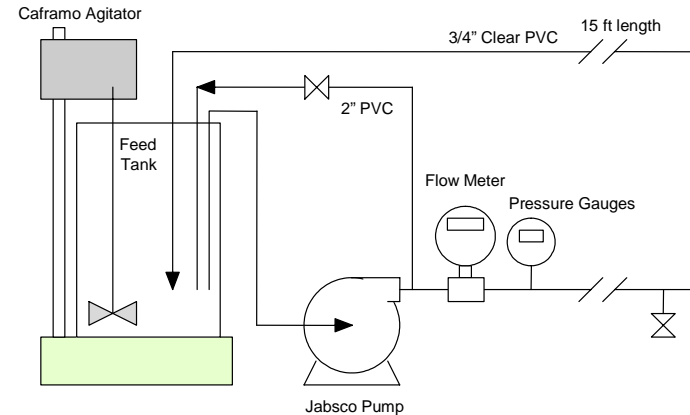 Caframo Agitator
3/4” Clear PVC
15 ft length
2” PVC
Feed
Tank
Flow Meter
Pressure Gauges
Jabsco Pump